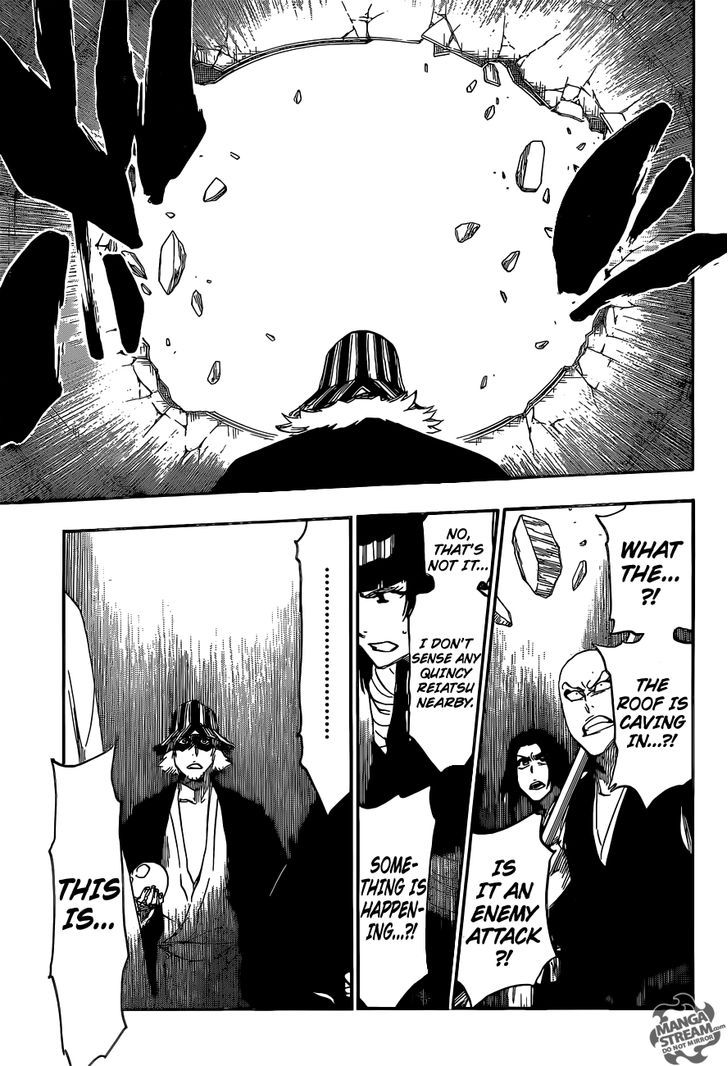 WHAT
THE...
?!
THE
ROOF IS
CAVING
IN...?!
IS
IT AN
ENEMY
ATTACK
?!
NO,
THAT'S
NOT IT...
I DON'T
SENSE ANY
QUINCY
REIATSU
NEARBY.
SOME-
THING IS
HAPPEN-
ING...?!
...........
THIS
IS...
MANGA
STREAM.com
DO NOT MIRROR